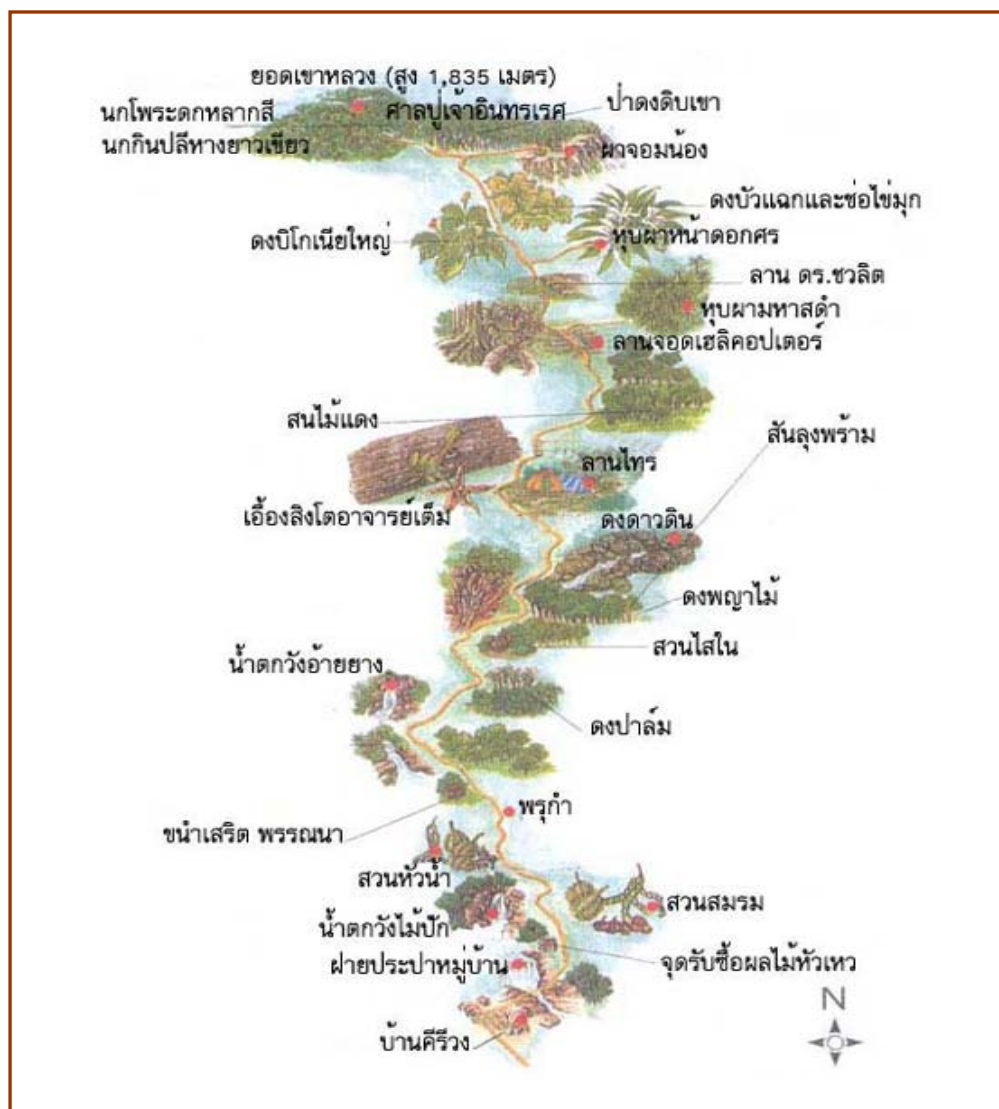 ยอดเขาหลวง (สูง 1,835 เมตร)
ศาลปู่เจ้าอินทรเรศ
ป่าดงดิบเขา
นกโพระดกหลากสี
นกกินปลีหางยาวเขียว
ผาจอมน้อง
ดงบัวแฉกและช่อไข่มุก
ดงบิโกเนียใหญ่
หุบผาหน้าดอกศร
ลาน ดร.ชวลิต
หุบผามหาสดำ
ลานจอดเฮลิคอปเตอร์
สนไม้แดง
สันลุงพร้าม
ลานไทร
เอื้องสิงโตอาจารย์เต็ม
ดงดาวดิน
ดงพญาไม้
สวนไสใน
น้ำตกวังอ้ายยาง
ดงปาล์ม
พรุกำ
ขนำเสริด พรรณนา
สวนหัวน้ำ
สวนสมรม
น้ำตกวังไม้ปัก
ฝายประปาหมู่บ้าน
จุดรับซื้อผลไม้หัวเหว
บ้านคีรีวง
N